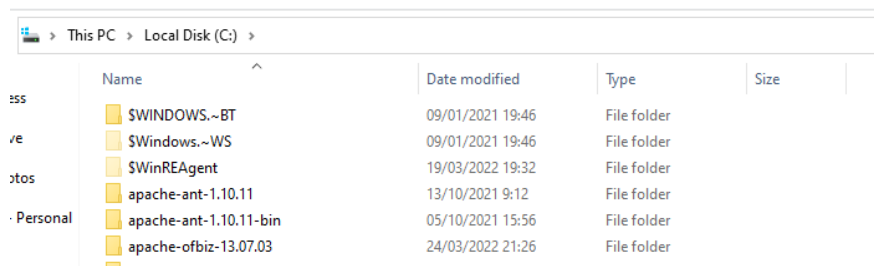 This PC > Local Disk (C:) >
Name Date modified Type Size
ess
$WINDOWS.~BT 09/01/2021 19:46 File folder
ve
$Windows.~WS 09/01/2021 19:46 File folder
$WinREAgent 19/03/2022 19:32 File folder
otos
apache-ant-1.10.11 13/10/2021 9:12 File folder
- Personal
apache-ant-1.10.11-bin 05/10/2021 15:56 File folder
apache-ofbiz-13.07.03 24/03/2022 21:26 File folder